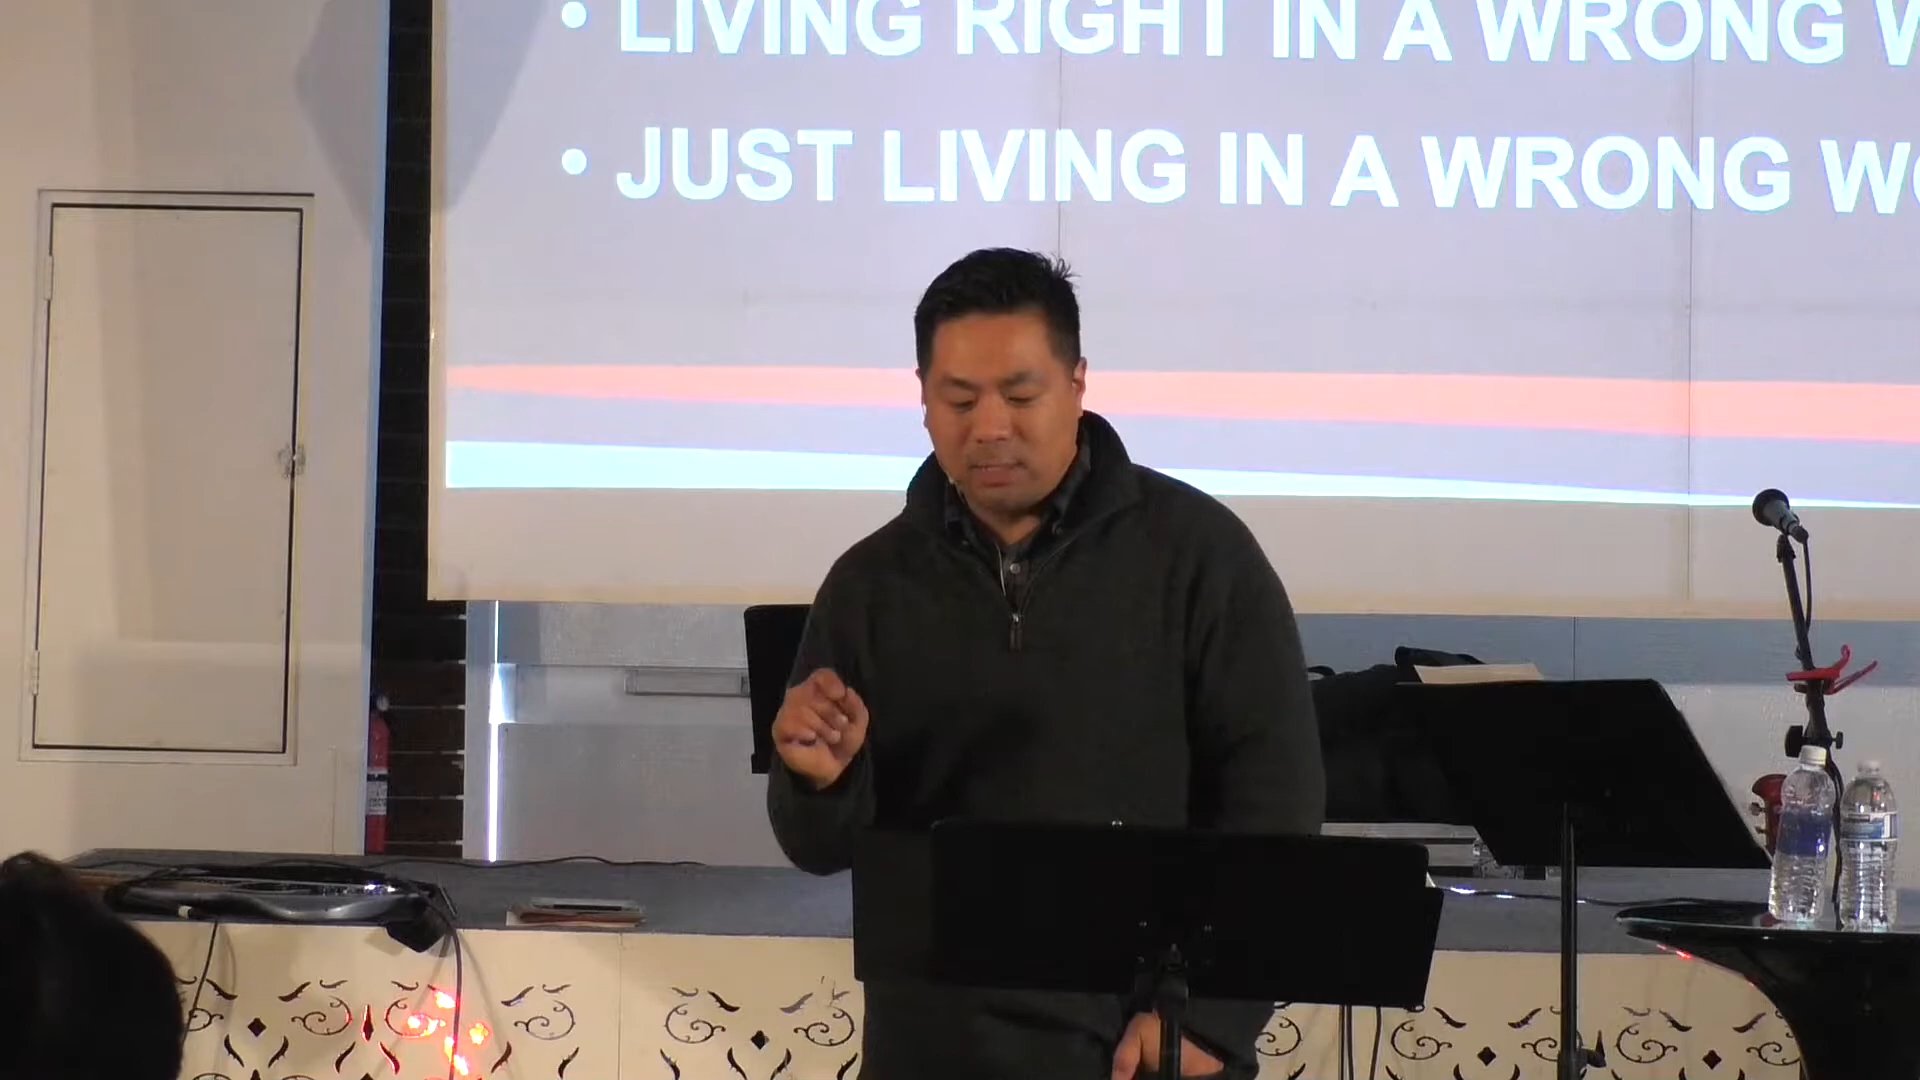 • LIVING RIGHT IN A WRONG
• JUST LIVING IN A WRONG